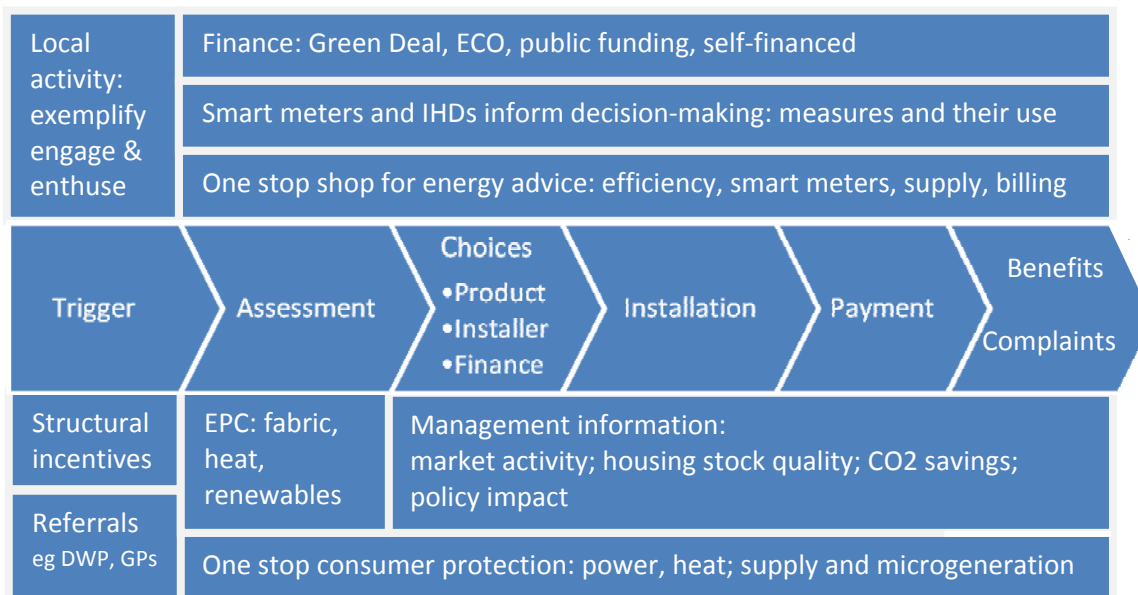 Local
activity:
exemplify
engage &
enthuse
Finance: Green Deal, ECO, public funding, self-financed
Smart meters and IHDs inform decision-making: measures and their use
One stop shop for energy advice: efficiency, smart meters, supply, billing
Trigger
Assessment
Choices
•Product
•Installer
•Finance
Installation
Payment
Benefits
Complaints
Structural
incentives
Referrals
eg DWP, GPs
EPC: fabric,
heat,
renewables
Management information:
market activity; housing stock quality; CO2 savings;
policy impact
One stop consumer protection: power, heat; supply and microgeneration